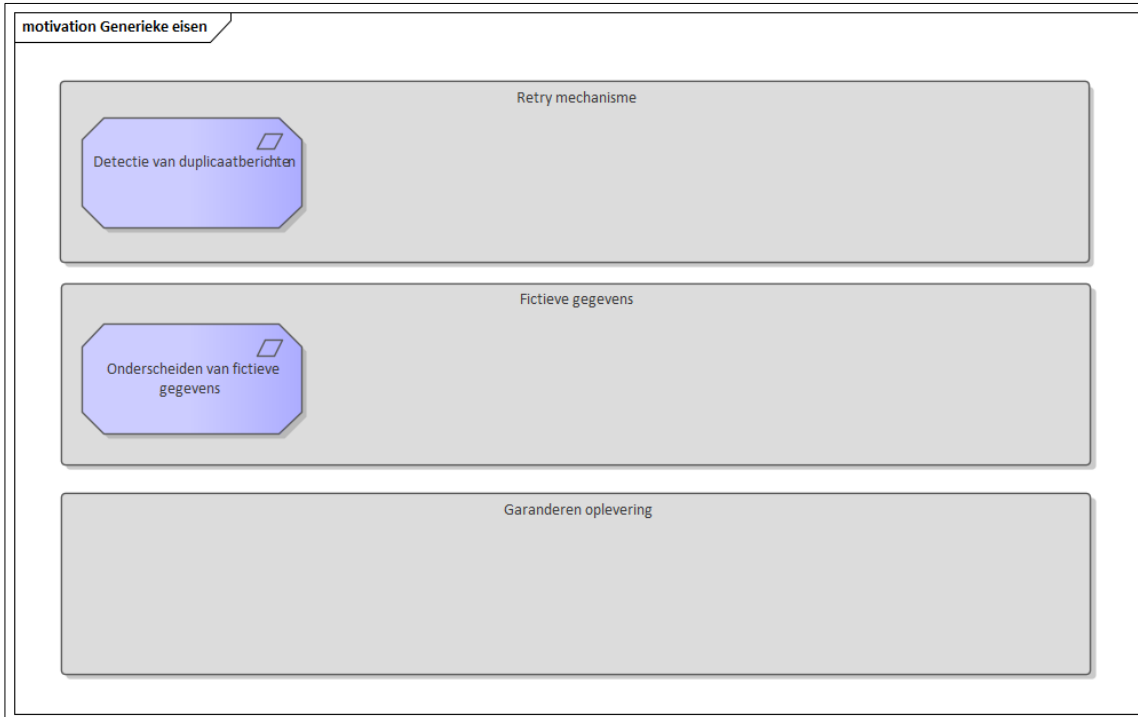 motivation Generieke eisen
Retry mechanisme
Detectie van duplicaatberichten
Fictieve gegevens
Onderscheiden van fictieve
gegevens
Garanderen oplevering